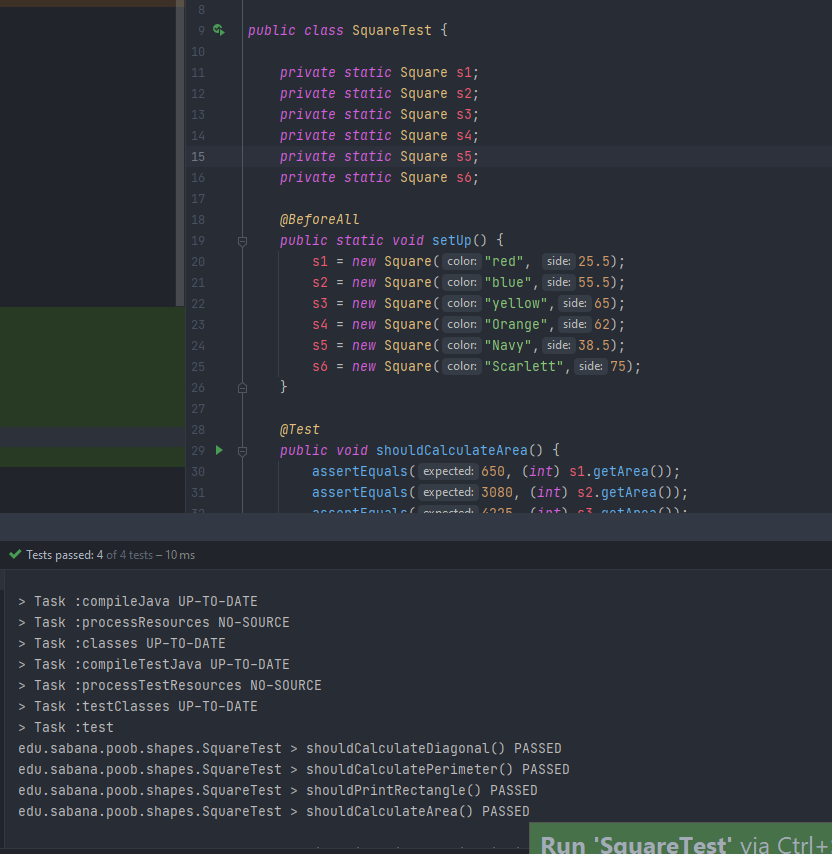 8
9 public class SquareTest {
10
11 private static Square s1;
12 private static Square s2;
13 private static Square s3;
14 private static Square s4;
15 private static Square s5;
16 private static Square s6;
17
18 @BeforeAll
19 public static void setUp() {
20 s1 = new Square( color: "red", side: 25.5);
21 s2 = new Square( color: "blue", side: 55.5);
22 s3 = new Square( color: "yellow", side: 65);
23 s4 = new Square( color: "Orange", side: 62);
24 s5 = new Square( color: "Navy", side: 38.5);
25 s6 = new Square( color: "Scarlett", side: 75);
26 }
27
28 @Test
29 public void shouldCalculateArea() {
30 assertEquals( expected: 650, (int) s1.getArea());
31 assertEquals( expected: 3080, (int) s2.getArea());
32 assertEquals( expected: 4225, (int) s3.getArea());
Tests passed: 4 of 4 tests – 10 ms
> Task :compileJava UP-TO-DATE
> Task :processResources NO-SOURCE
> Task :classes UP-TO-DATE
> Task :compileTestJava UP-TO-DATE
> Task :processTestResources NO-SOURCE
> Task :testClasses UP-TO-DATE
> Task :test
edu.sabana.poob.shapes.SquareTest > shouldCalculateDiagonal() PASSED
edu.sabana.poob.shapes.SquareTest > shouldCalculatePerimeter() PASSED
edu.sabana.poob.shapes.SquareTest > shouldPrintRectangle() PASSED
edu.sabana.poob.shapes.SquareTest > shouldCalculateArea() PASSED
Run 'SquareTest' via Ctrl+